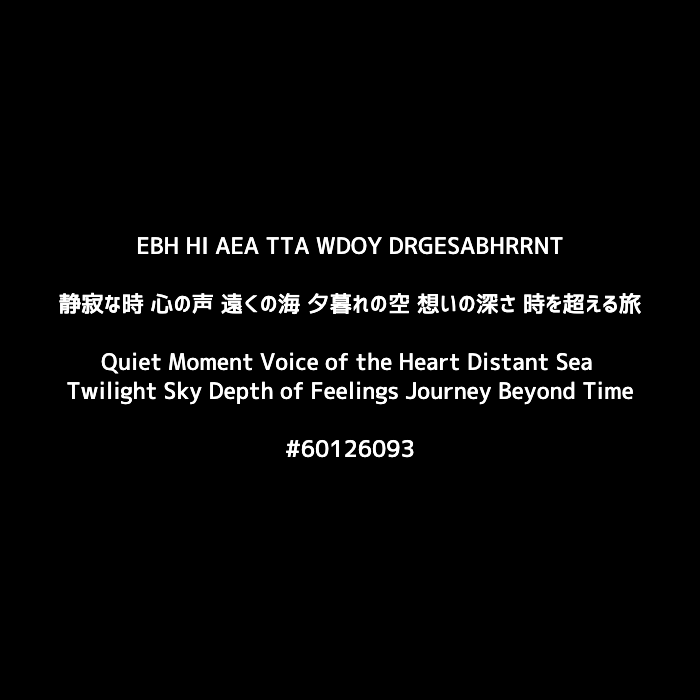 EBH HI AEA TTA WDOY DRGESABHRRNT
静寂な時 心の声 遠くの海 夕暮れの空 想いの深さ 時を超える旅
Quiet Moment Voice of the Heart Distant Sea
Twilight Sky Depth of Feelings Journey Beyond Time
#60126093